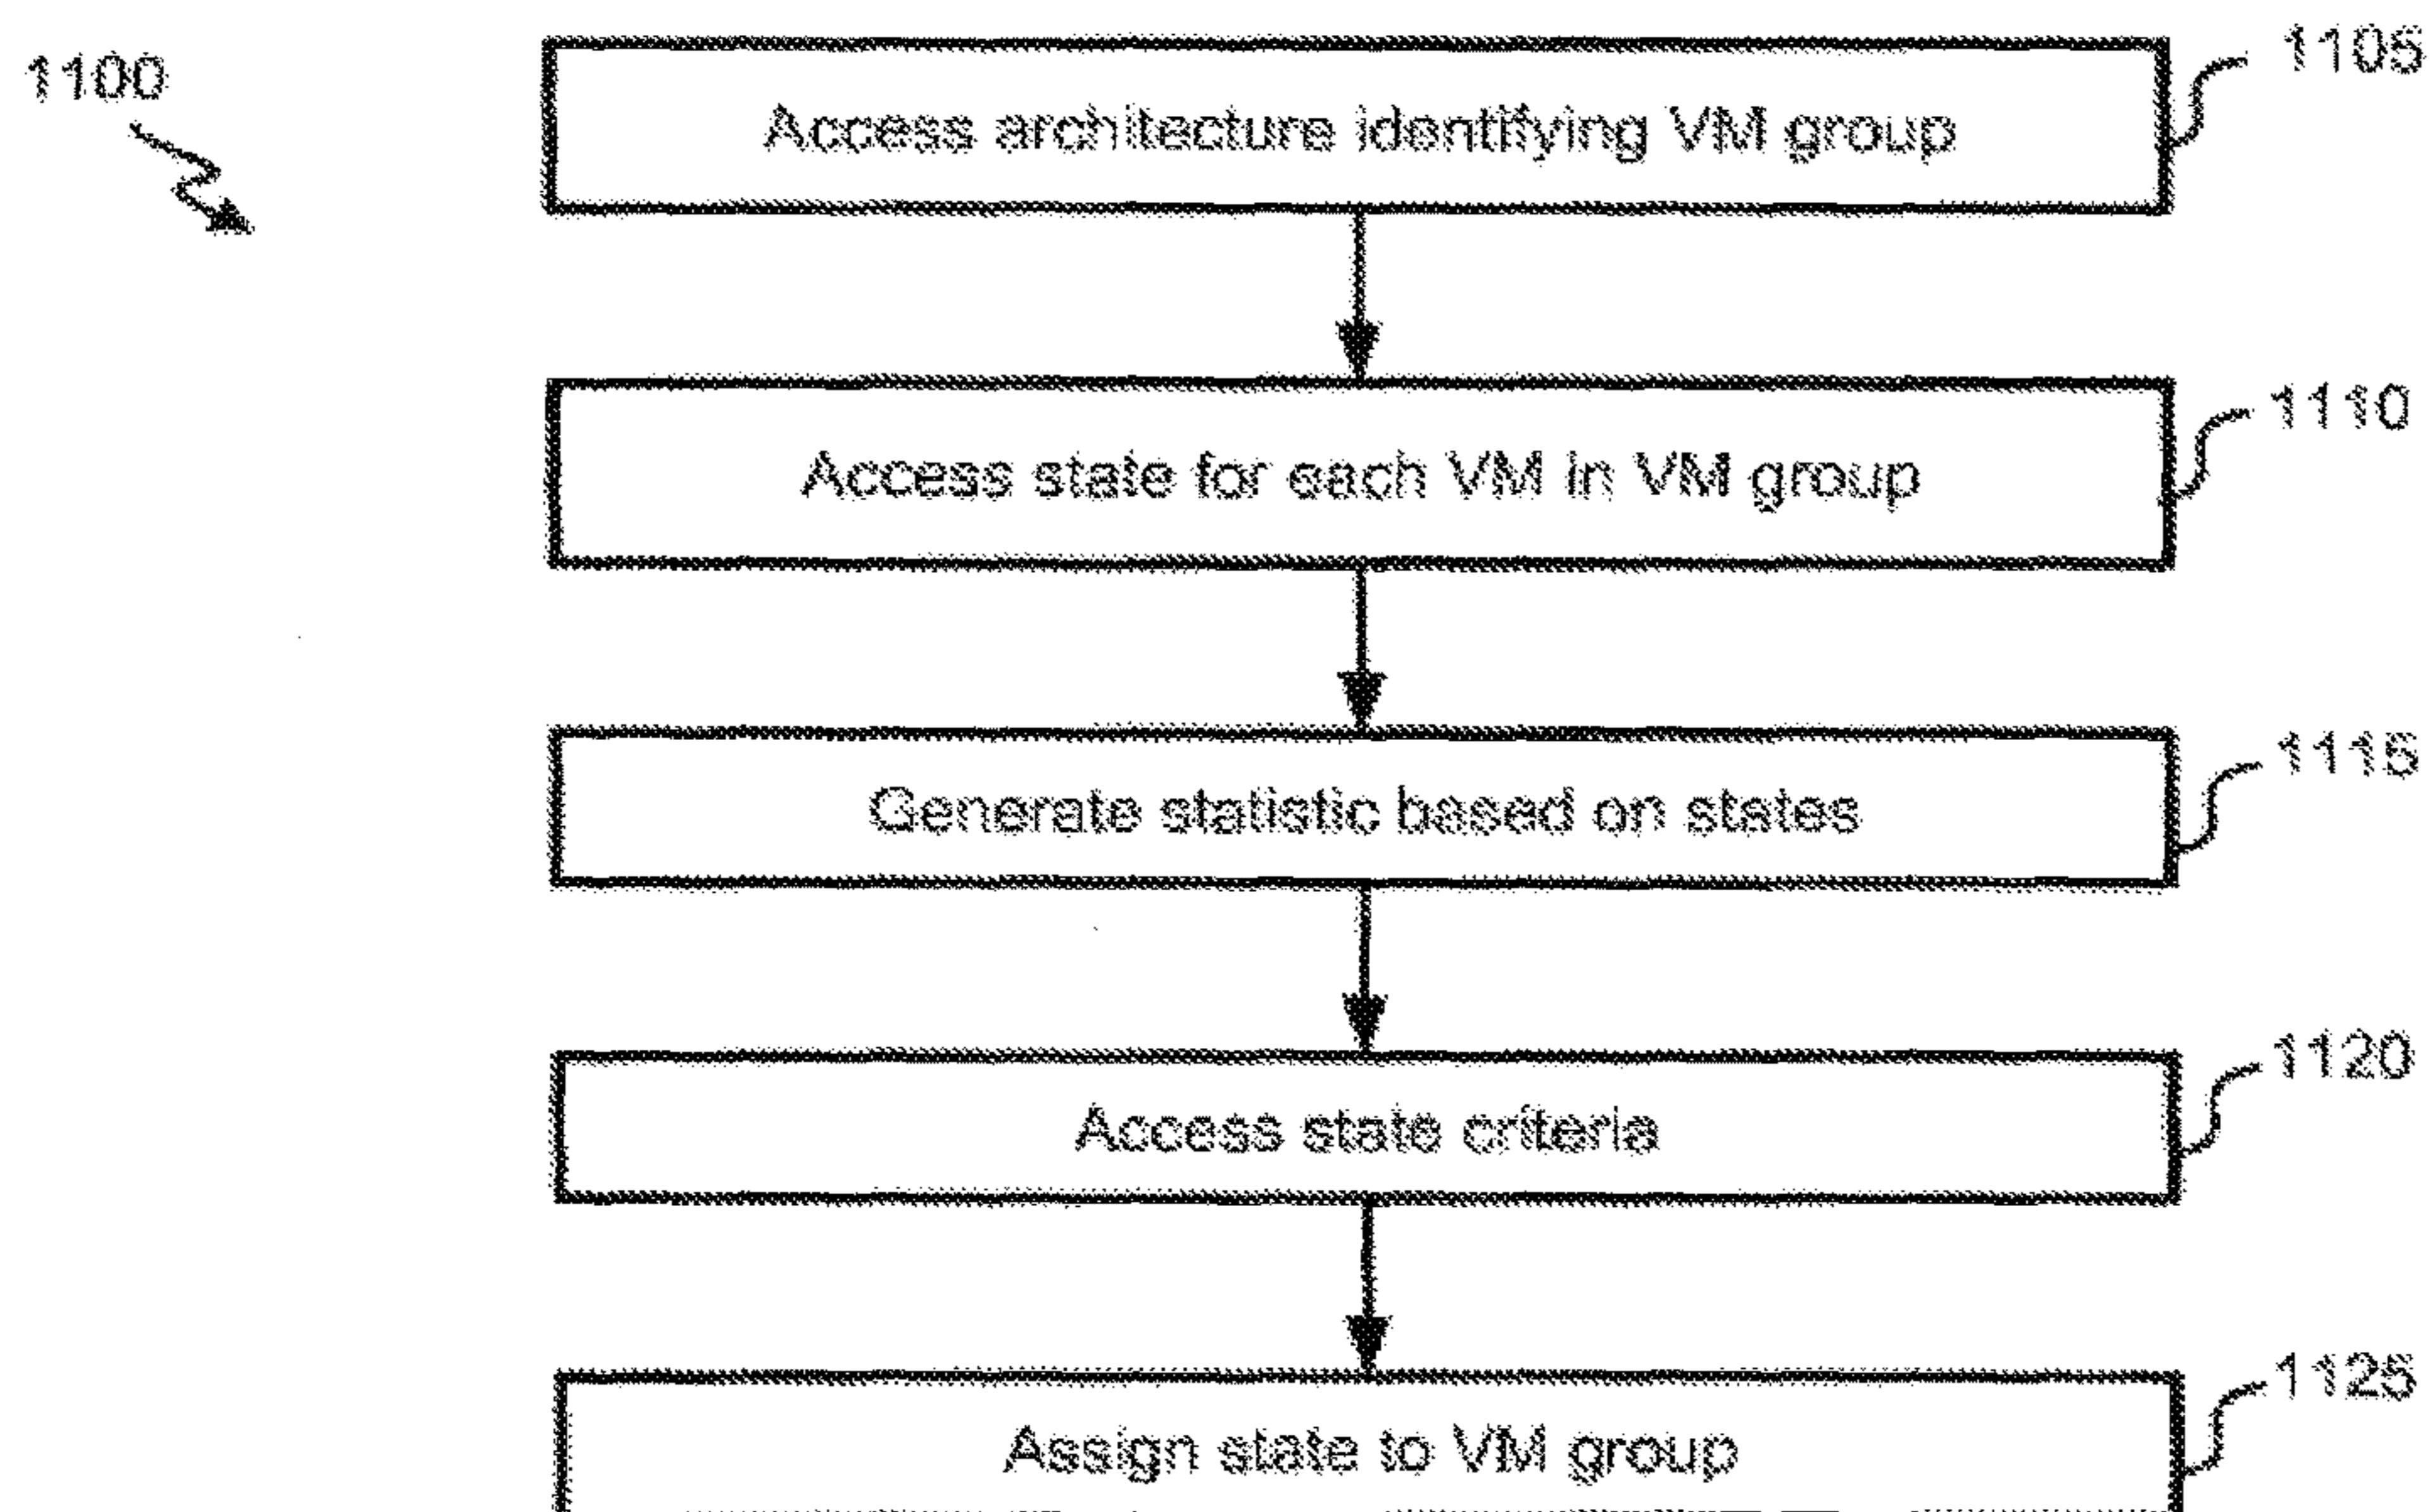 1100
Access architecture identifying VM group
1105
Access state for each VM in VM group
1110
Generate statistic based on states
1115
Access state criteria
1120
Assign state to VM group
1125